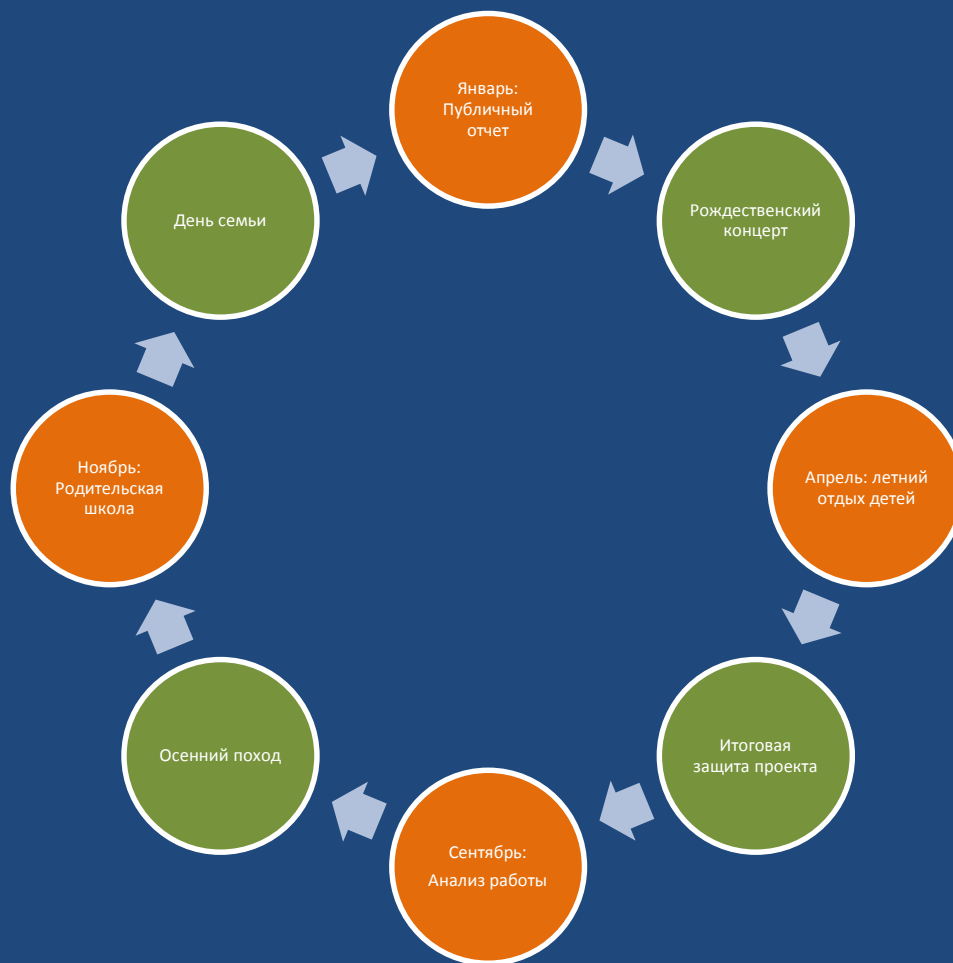 Январь:
Публичный
отчет
Рождественский
концерт
Апрель: летний
отдых детей
Итоговая
защита проекта
Сентябрь:
Анализ работы
Осенний поход
Ноябрь:
Родительская
школа
День семьи